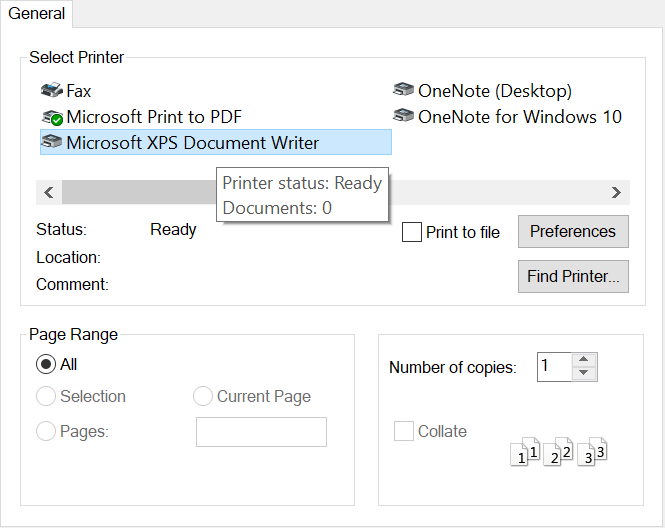 General
Select Printer
Fax
OneNote (Desktop)
Microsoft Print to PDF
OneNote for Windows 10
Microsoft XPS Document Writer
Printer status: Ready
Documents: 0
Status: Ready
Print to file
Preferences
Location:
Comment:
Find Printer...
Page Range
All
Selection
Current Page
Pages:
Number of copies: 1
Collate
1 1 2 2 3 3